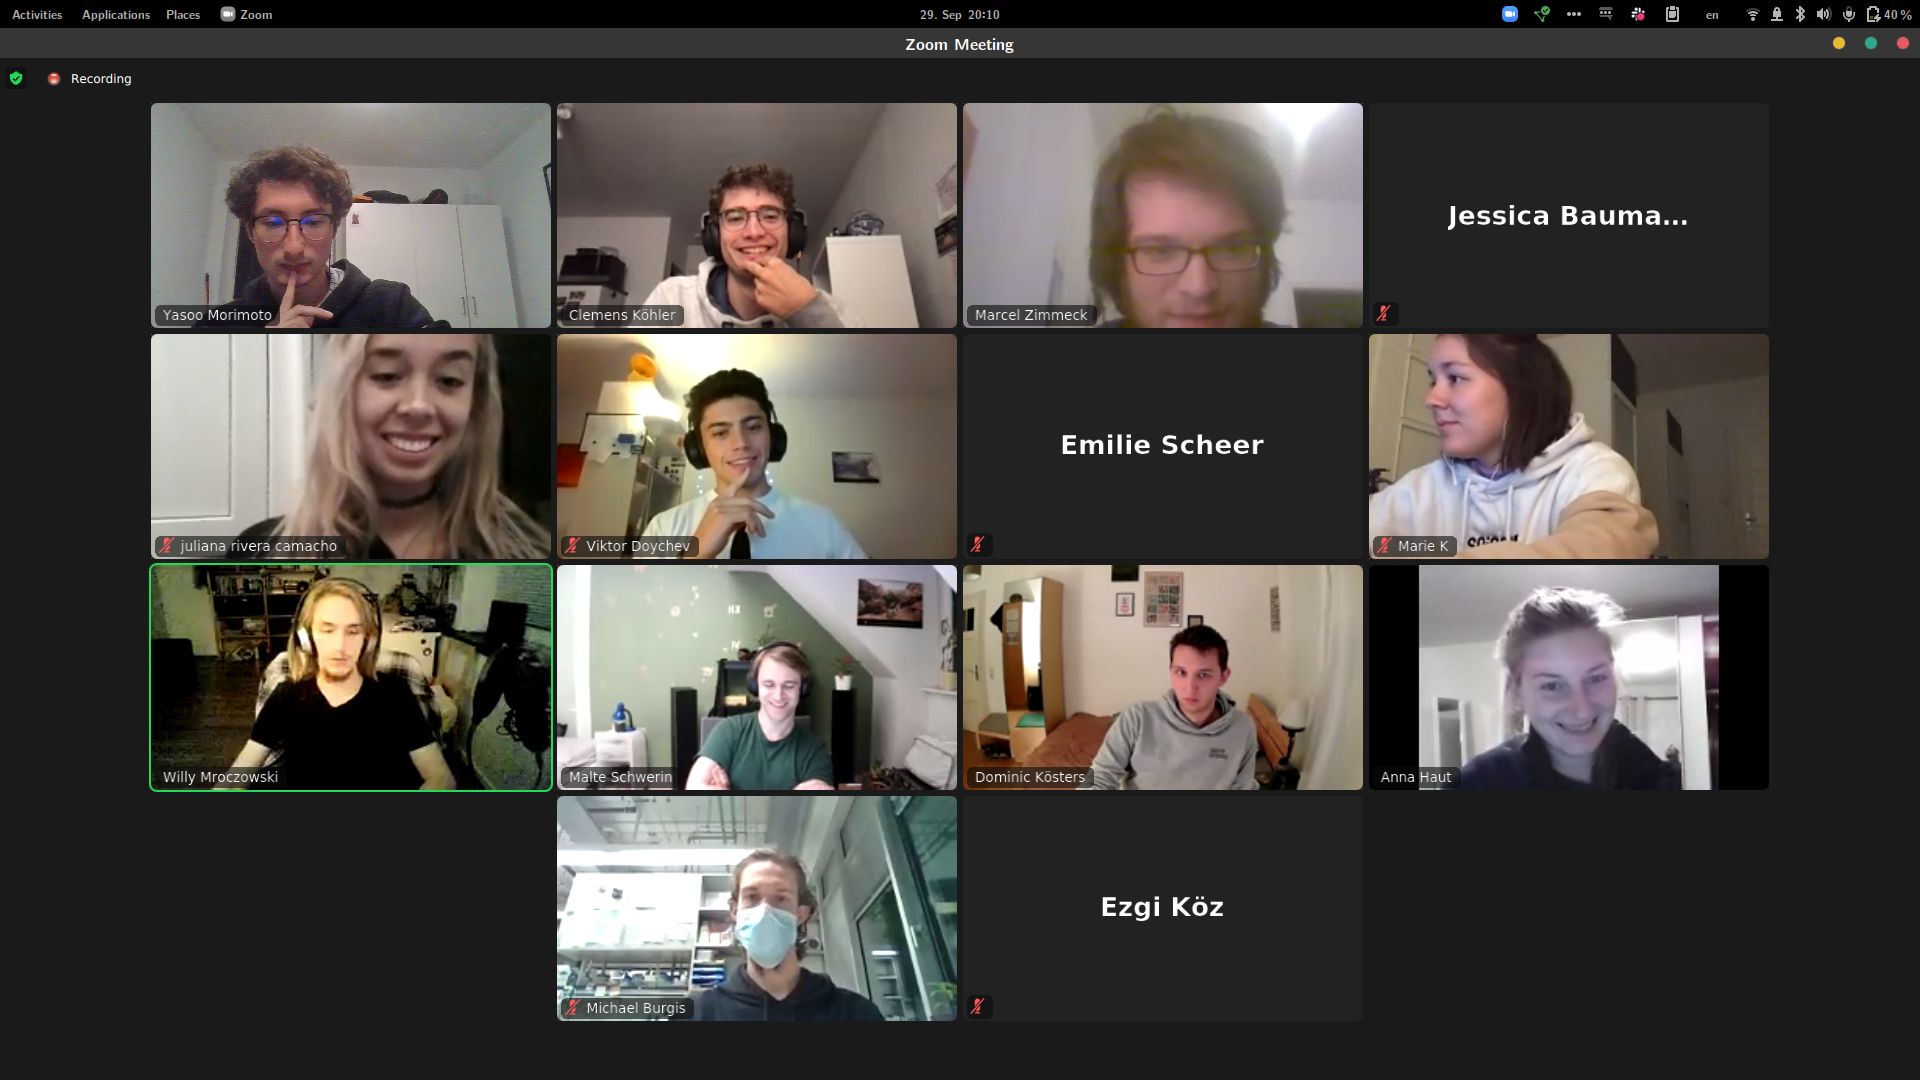 Activities Applications Places Zoom 29. Sep 20:10 en 40 %
Zoom Meeting
Recording
Yasoo Morimoto
Clemens Köhler
Marcel Zimmeck
Jessica Bauma...
juliana rivera camacho
Viktor Doychev
Emilie Scheer
Marie K
Willy Mroczowski
Malte Schwerin
Dominic Kösters
Anna Haut
Michael Burgis
Ezgi Köz